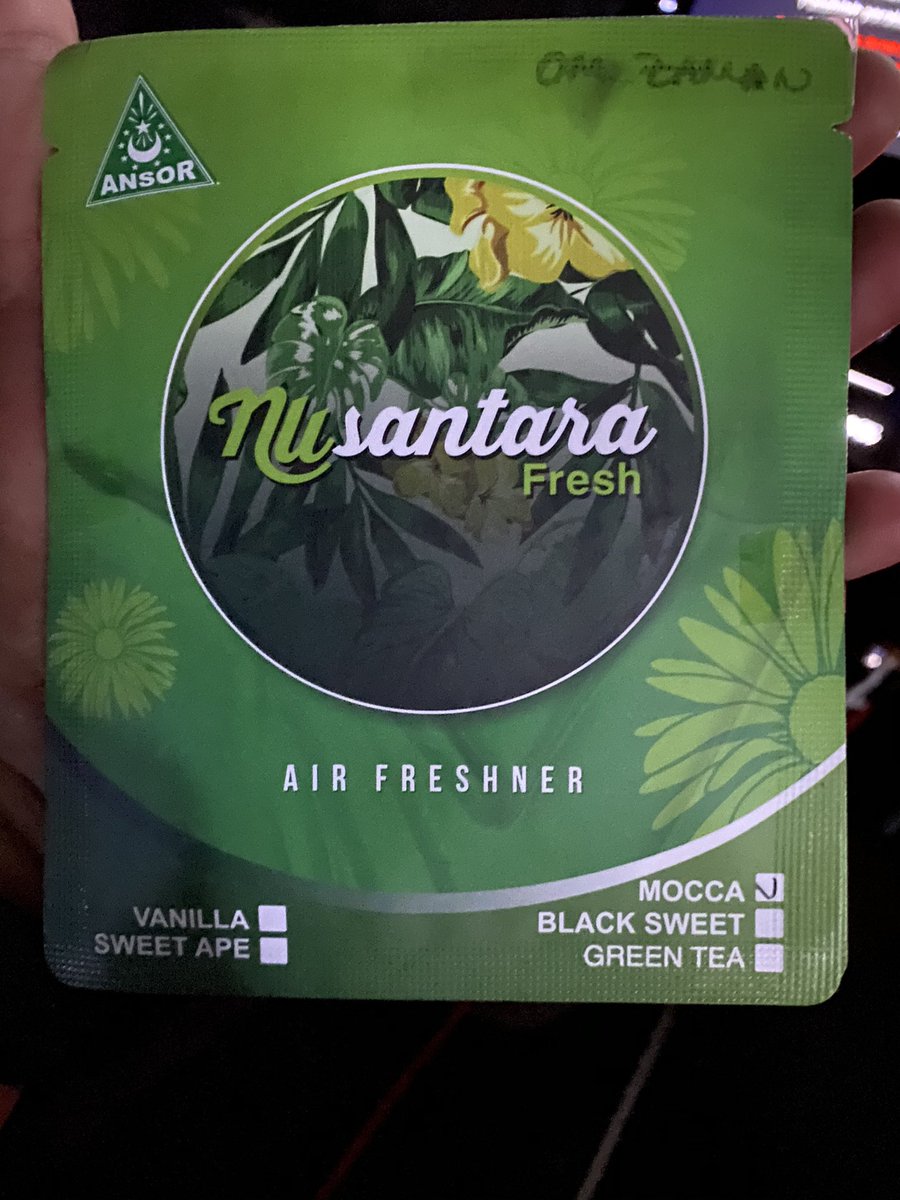 ANSOR
Nusantara
Fresh
AIR FRESHNER
VANILLA
SWEET APE
MOCCA
BLACK SWEET
GREEN TEA